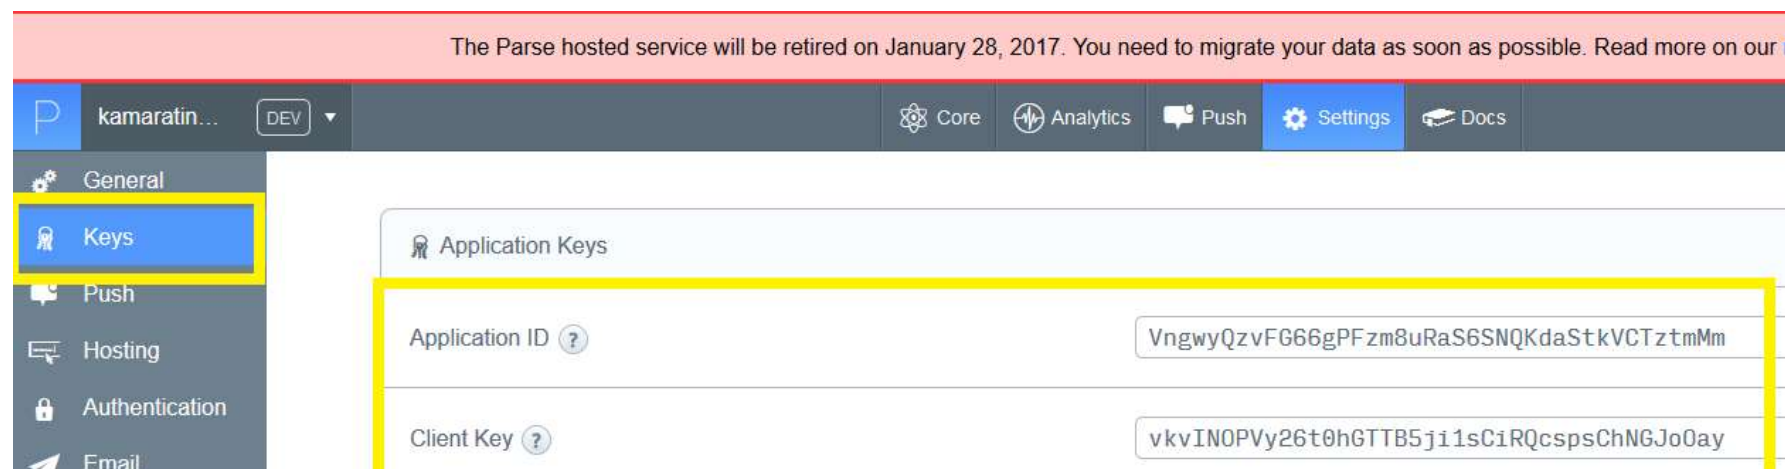 The Parse hosted service will be retired on January 28, 2017. You need to migrate your data as soon as possible. Read more on our
P kamaratin... DEV Core Analytics Push Settings Docs
General
Keys
Application Keys
Push
Application ID ? VngwyQzvFG66gPFzm8uRaS6SNQKdaStkVCTztmMm
Hosting
Authentication
Client Key ? vkvINOPVy26t0hGTTB5ji1sCiRQcspsChNGJoOay
Email